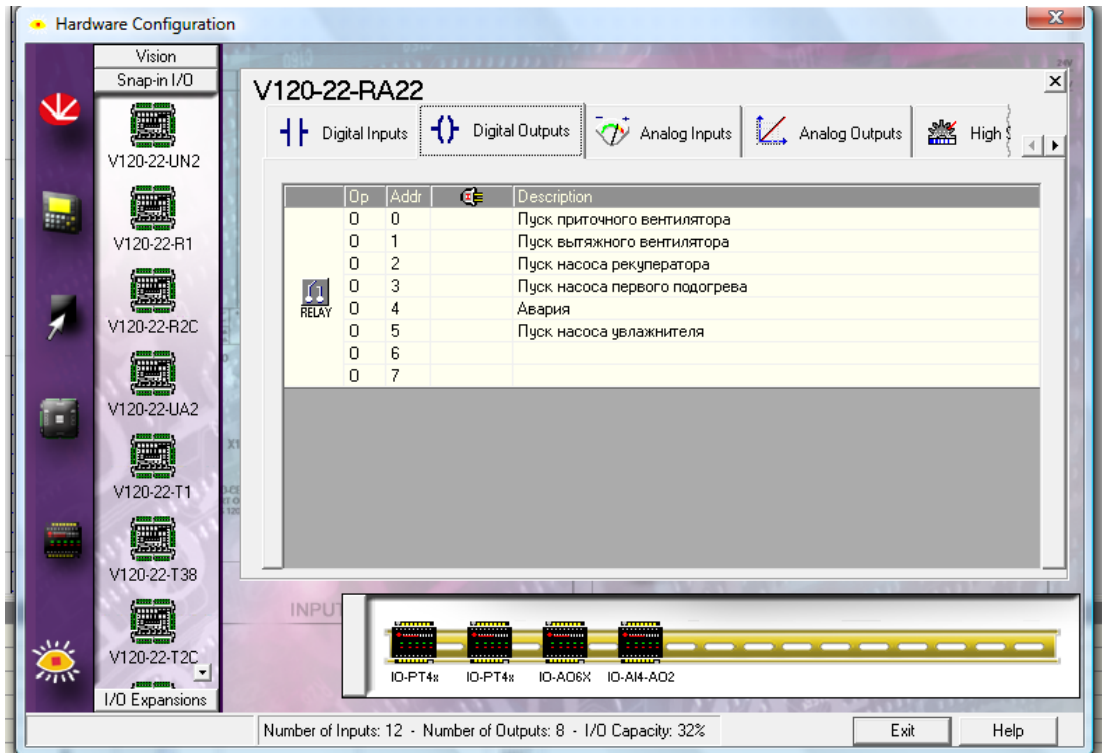 Hardware Configuration
Vision
Snap-in I/O
V120-22-UN2
V120-22-R1
V120-22-R2C
V120-22-UA2
V120-22-T1
V120-22-T38
V120-22-T2C
I/O Expansions
V120-22-RA22
Digital Inputs
Digital Outputs
Analog Inputs
Analog Outputs
High
Op Addr Description
O 0 Пуск приточного вентилятора
O 1 Пуск вытяжного вентилятора
O 2 Пуск насоса рекуператора
O 3 Пуск насоса первого подогрева
O 4 Авария
O 5 Пуск насоса увлажнителя
O 6
O 7
RELAY
INPUT
IO-PT4x IO-PT4x IO-AO6X IO-AI4-AO2
Number of Inputs: 12 - Number of Outputs: 8 - I/O Capacity: 32%
Exit
Help